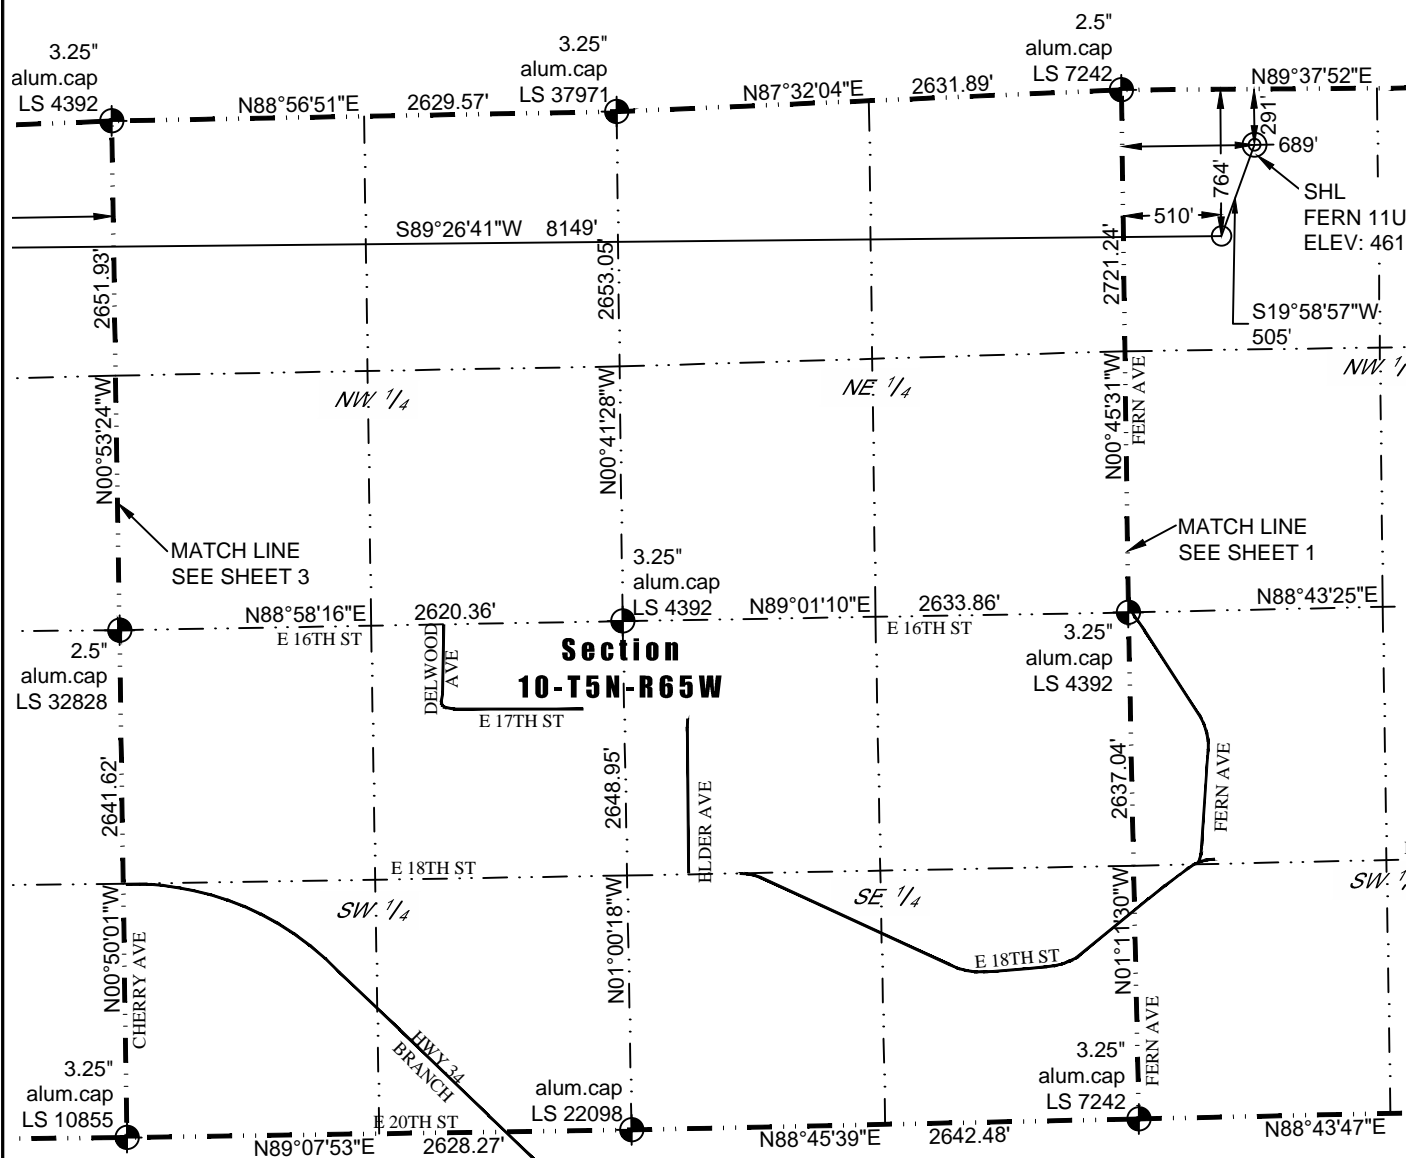 3.25"
alum.cap
LS 4392
N88°56'51"E
2629.57'
3.25"
alum.cap
LS 37971
N87°32'04"E
2631.89'
2.5"
alum.cap
LS 7242
N89°37'52"E
291'
689'
764'
510'
SHL
FERN 11U
ELEV: 461
S89°26'41"W 8149'
S19°58'57"W
505'
2651.93'
2653.05'
2721.24'
NW 1/4
NE 1/4
NW 1/
N00°53'24"W
N00°41'28"W
N00°45'31"W
FERN AVE
MATCH LINE
SEE SHEET 3
MATCH LINE
SEE SHEET 1
3.25"
alum.cap
LS 4392
N88°58'16"E
2620.36'
N89°01'10"E
2633.86'
N88°43'25"E
E 16TH ST
E 16TH ST
2.5"
alum.cap
LS 32828
DELWOOD
AVE
Section
10-T5N-R65W
3.25"
alum.cap
LS 4392
E 17TH ST
2641.62'
2648.95'
2637.04'
ELDER AVE
FERN AVE
E 18TH ST
SW 1/4
SE 1/4
SW 1/
N00°50'01"W
CHERRY AVE
N01°00'18"W
N01°11'30"W
E 18TH ST
FERN AVE
HWY 34
BRANCH
3.25"
alum.cap
LS 10855
alum.cap
LS 22098
3.25"
alum.cap
LS 7242
E 20TH ST
N89°07'53"E
2628.27'
N88°45'39"E
2642.48'
N88°43'47"E